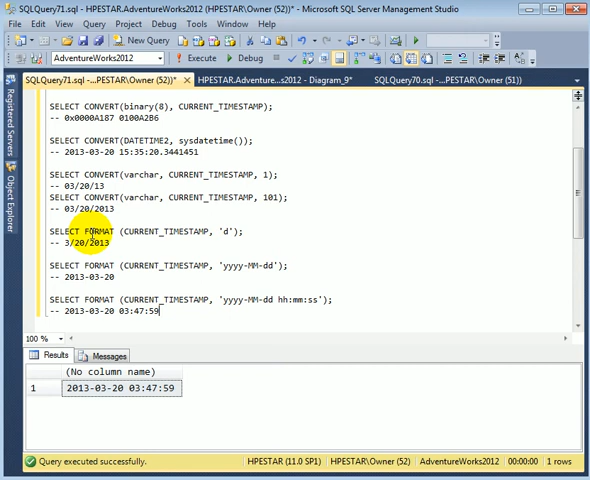 SQLQuery71.sql - HPESTAR.AdventureWorks2012 (HPESTAR\Owner (52))* - Microsoft SQL Server Management Studio
File Edit View Query Project Debug Tools Window Help
New Query
AdventureWorks2012 Execute Debug
SQLQuery71.sql -...PESTAR\Owner (52))* HPESTAR.Adventure...s2012 - Diagram_9* SQLQuery70.sql -...PESTAR\Owner (51))
Registered Servers
Object Explorer
SELECT CONVERT(binary(8), CURRENT_TIMESTAMP);
-- 0x0000A187 0100A2B6
SELECT CONVERT(DATETIME2, sysdatetime());
-- 2013-03-20 15:35:20.3441451
SELECT CONVERT(varchar, CURRENT_TIMESTAMP, 1);
-- 03/20/13
SELECT CONVERT(varchar, CURRENT_TIMESTAMP, 101);
-- 03/20/2013
SELECT FORMAT (CURRENT_TIMESTAMP, 'd');
-- 3/20/2013
SELECT FORMAT (CURRENT_TIMESTAMP, 'yyyy-MM-dd');
-- 2013-03-20
SELECT FORMAT (CURRENT_TIMESTAMP, 'yyyy-MM-dd hh:mm:ss');
-- 2013-03-20 03:47:59
100 %
Results Messages
(No column name)
1 2013-03-20 03:47:59
Query executed successfully. HPESTAR (11.0 SP1) HPESTAR\Owner (52) AdventureWorks2012 00:00:00 1 rows